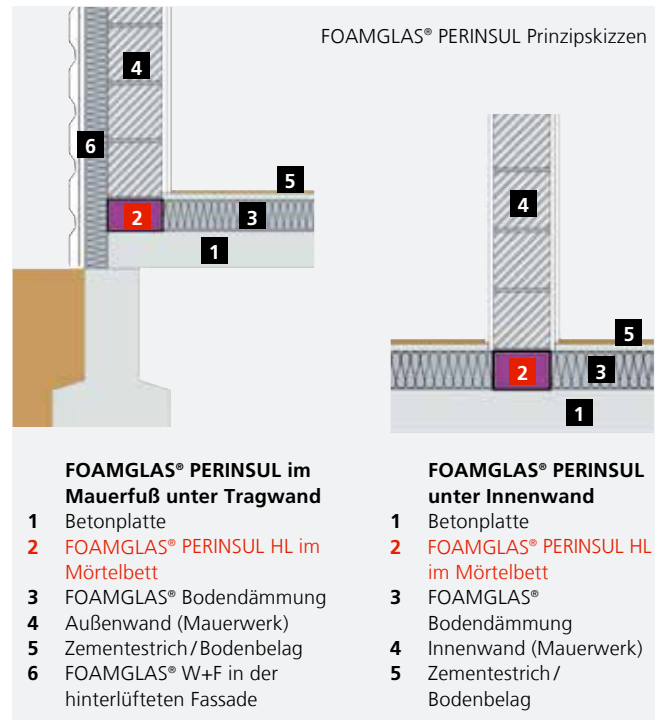 FOAMGLAS® PERINSUL Prinzipskizzen
4
6
5
2
3
1
4
5
2
3
1
FOAMGLAS® PERINSUL im
Mauerfuß unter Tragwand
1 Betonplatte
2 FOAMGLAS® PERINSUL HL im
Mörtelbett
3 FOAMGLAS® Bodendämmung
4 Außenwand (Mauerwerk)
5 Zementestrich/Bodenbelag
6 FOAMGLAS® W+F in der
hinterlüfteten Fassade
FOAMGLAS® PERINSUL
unter Innenwand
1 Betonplatte
2 FOAMGLAS® PERINSUL HL
im Mörtelbett
3 FOAMGLAS®
Bodendämmung
4 Innenwand (Mauerwerk)
5 Zementestrich/
Bodenbelag